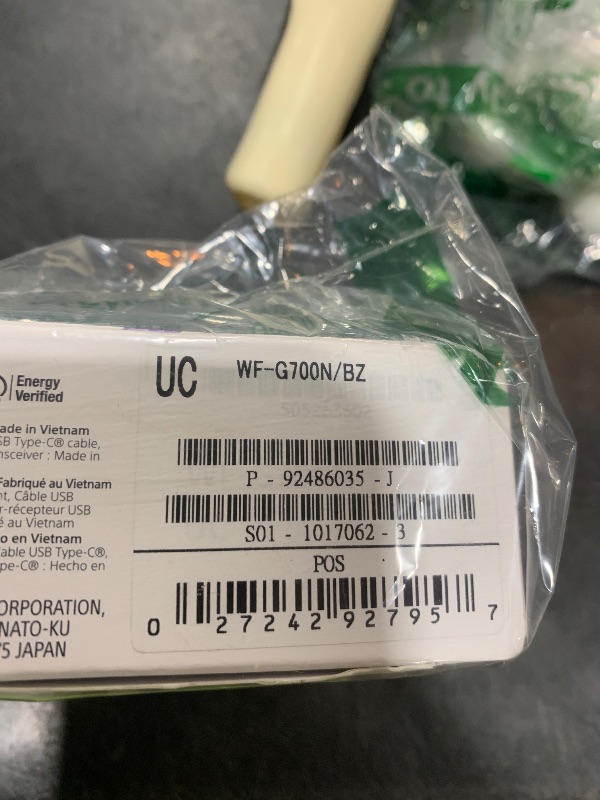 Energy
Verified
UC WF-G700N/BZ
ade in Vietnam
SB Type-C® cable,
nsceiver : Made in
P - 92486035 - J
Fabriqué au Vietnam
nt, Câble USB
r-récepteur USB
é au Vietnam
S01 - 1017062 - 3
o en Vietnam
able USB Type-C®,
pe-C® : Hecho en
POS
ORPORATION,
NATO-KU
75 JAPAN
0 27242 92795 7